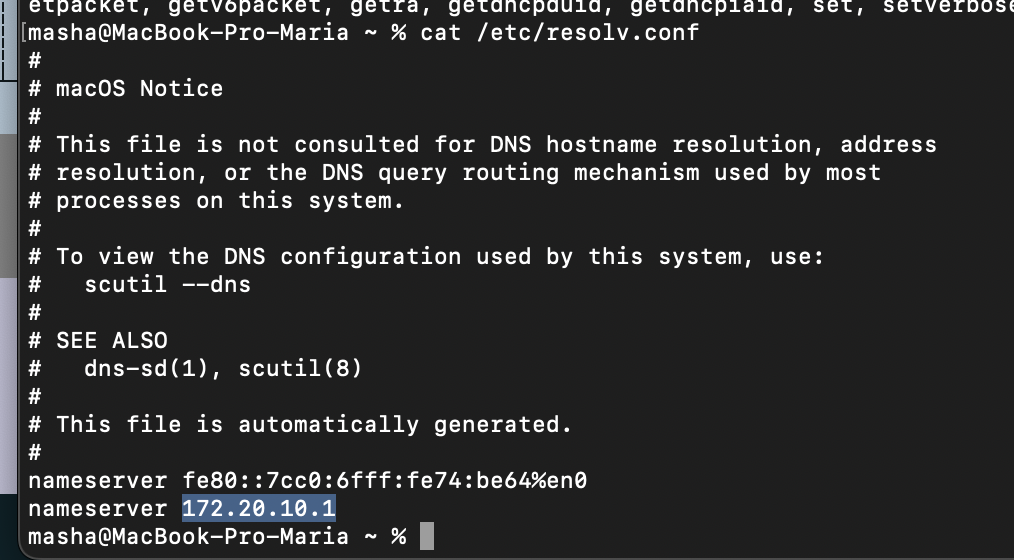 etpacket, getv6packet, getra, getdhcpduid, getdhcpiaid, set, setverbose
[masha@MacBook-Pro-Maria ~ % cat /etc/resolv.conf
#
# macOS Notice
#
# This file is not consulted for DNS hostname resolution, address
# resolution, or the DNS query routing mechanism used by most
# processes on this system.
#
# To view the DNS configuration used by this system, use:
#   scutil --dns
#
# SEE ALSO
#   dns-sd(1), scutil(8)
#
# This file is automatically generated.
#
nameserver fe80::7cc0:6fff:fe74:be64%en0
nameserver 172.20.10.1
masha@MacBook-Pro-Maria ~ %